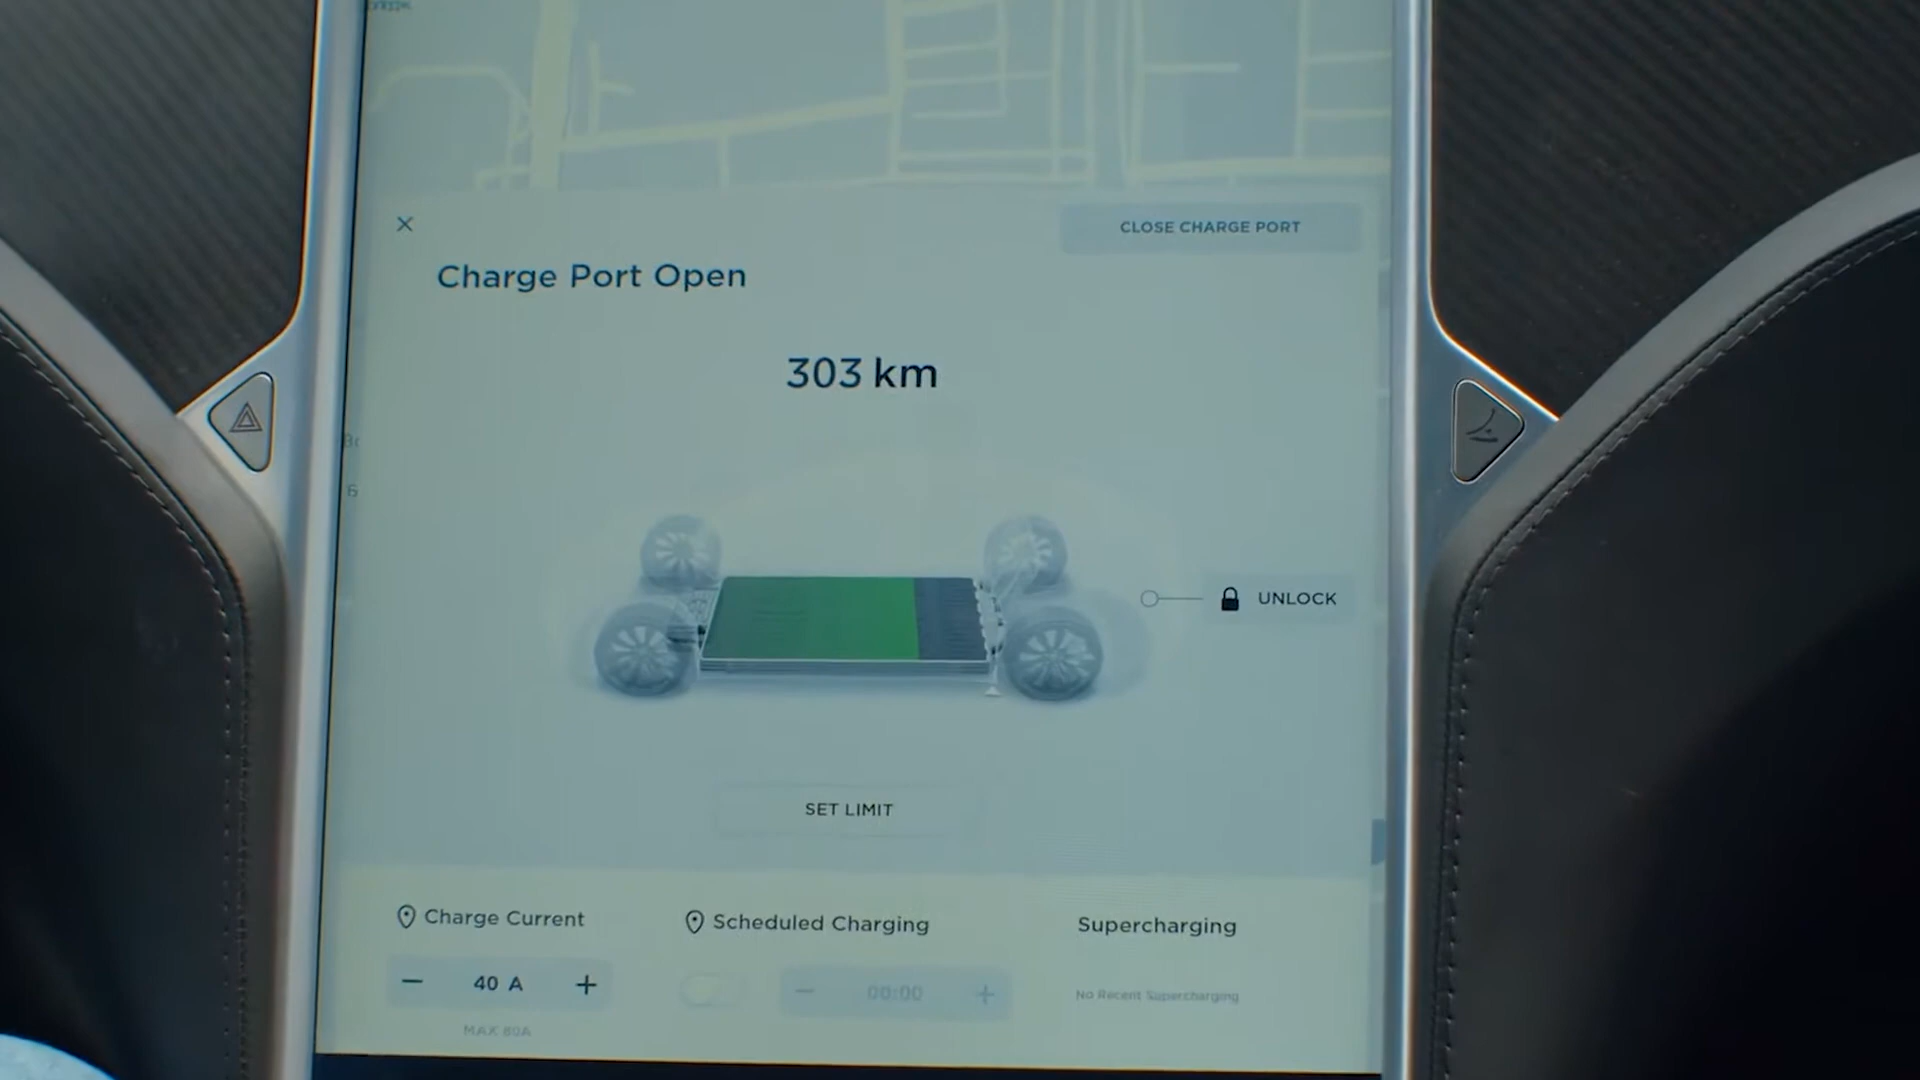 CLOSE CHARGE PORT
Charge Port Open
303 km
UNLOCK
SET LIMIT
Charge Current
Scheduled Charging
Supercharging
− 40 A +
− 00:00 +
No Recent Supercharging
MAX 80A